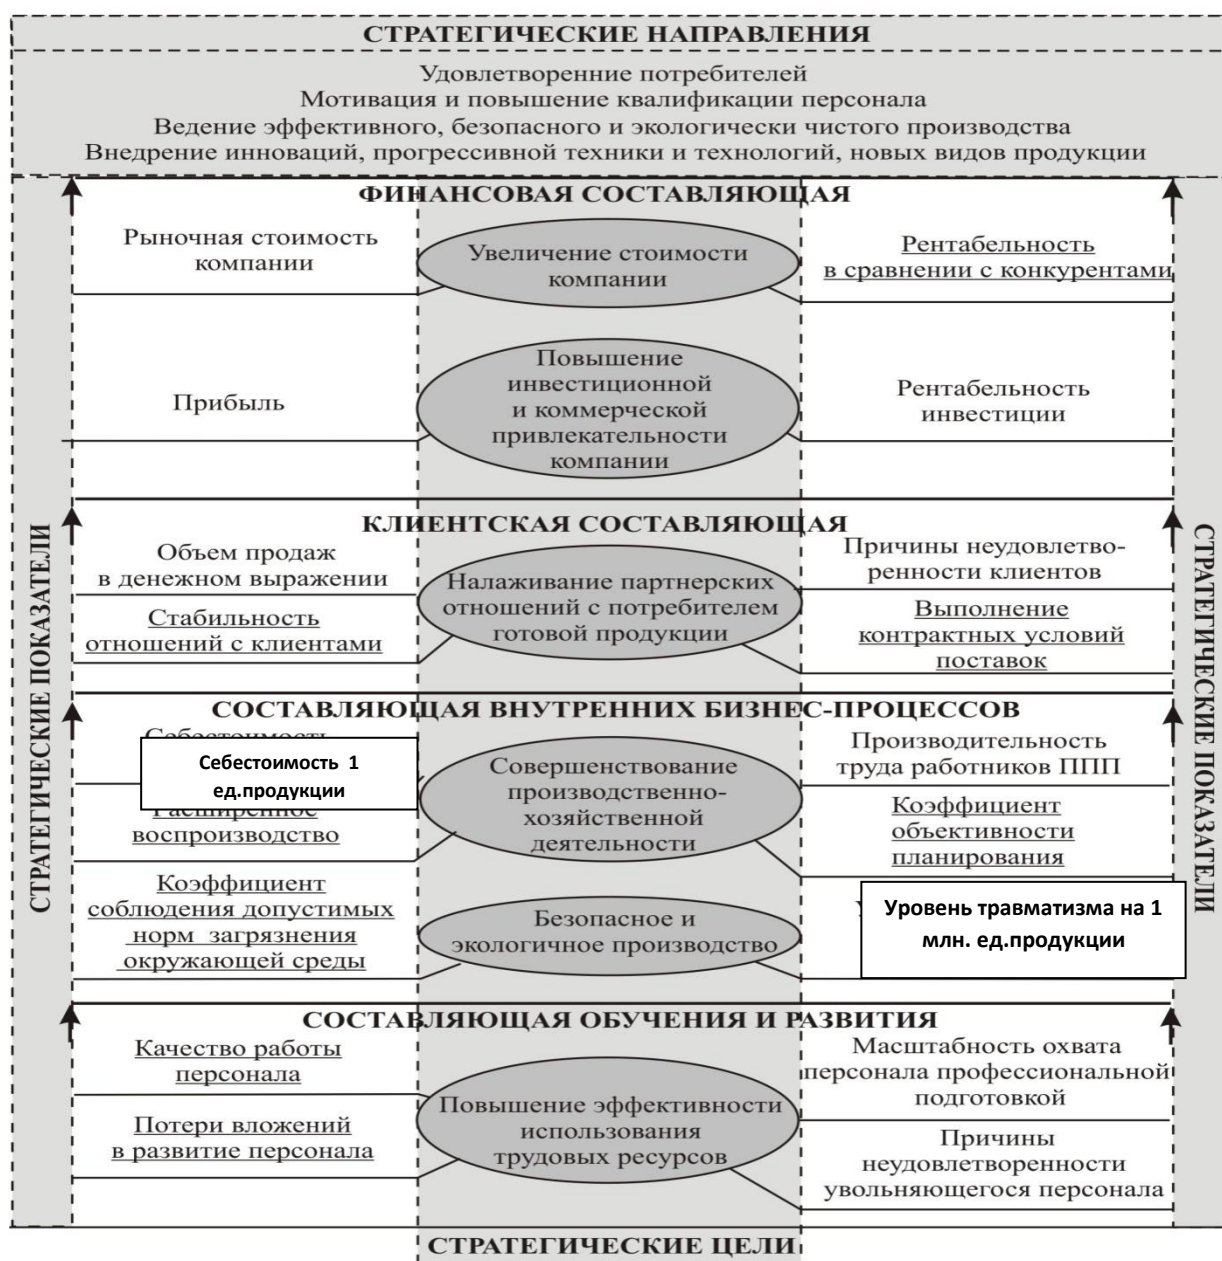 СТРАТЕГИЧЕСКИЕ НАПРАВЛЕНИЯ
Удовлетворенние потребителей
Мотивация и повышение квалификации персонала
Ведение эффективного, безопасного и экологически чистого производства
Внедрение инноваций, прогрессивной техники и технологий, новых видов продукции
СТРАТЕГИЧЕСКИЕ ПОКАЗАТЕЛИ
ФИНАНСОВАЯ СОСТАВЛЯЮЩАЯ
Рыночная стоимость
компании
Увеличение стоимости
компании
Рентабельность
в сравнении с конкурентами
Прибыль
Повышение
инвестиционной
и коммерческой
привлекательности
компании
Рентабельность
инвестиции
КЛИЕНТСКАЯ СОСТАВЛЯЮЩАЯ
Объем продаж
в денежном выражении
Стабильность
отношений с клиентами
Налаживание партнерских
отношений с потребителем
готовой продукции
Причины неудовлетво-
ренности клиентов
Выполнение
контрактных условий
поставок
СОСТАВЛЯЮЩАЯ ВНУТРЕННИХ БИЗНЕС-ПРОЦЕССОВ
Себестоимость 1
ед.продукции
воспроизводство
Совершенствование
производственно-
хозяйственной
деятельности
Производительность
труда работников ППП
Коэффициент
объективности
планирования
Коэффициент
соблюдения допустимых
норм загрязнения
окружающей среды
Безопасное и
экологичное производство
Уровень травматизма на 1
млн. ед.продукции
СОСТАВЛЯЮЩАЯ ОБУЧЕНИЯ И РАЗВИТИЯ
Качество работы
персонала
Потери вложений
в развитие персонала
Повышение эффективности
использования
трудовых ресурсов
Масштабность охвата
персонала профессиональной
подготовкой
Причины
неудовлетворенности
увольняющегося персонала
СТРАТЕГИЧЕСКИЕ ПОКАЗАТЕЛИ
СТРАТЕГИЧЕСКИЕ ЦЕЛИ